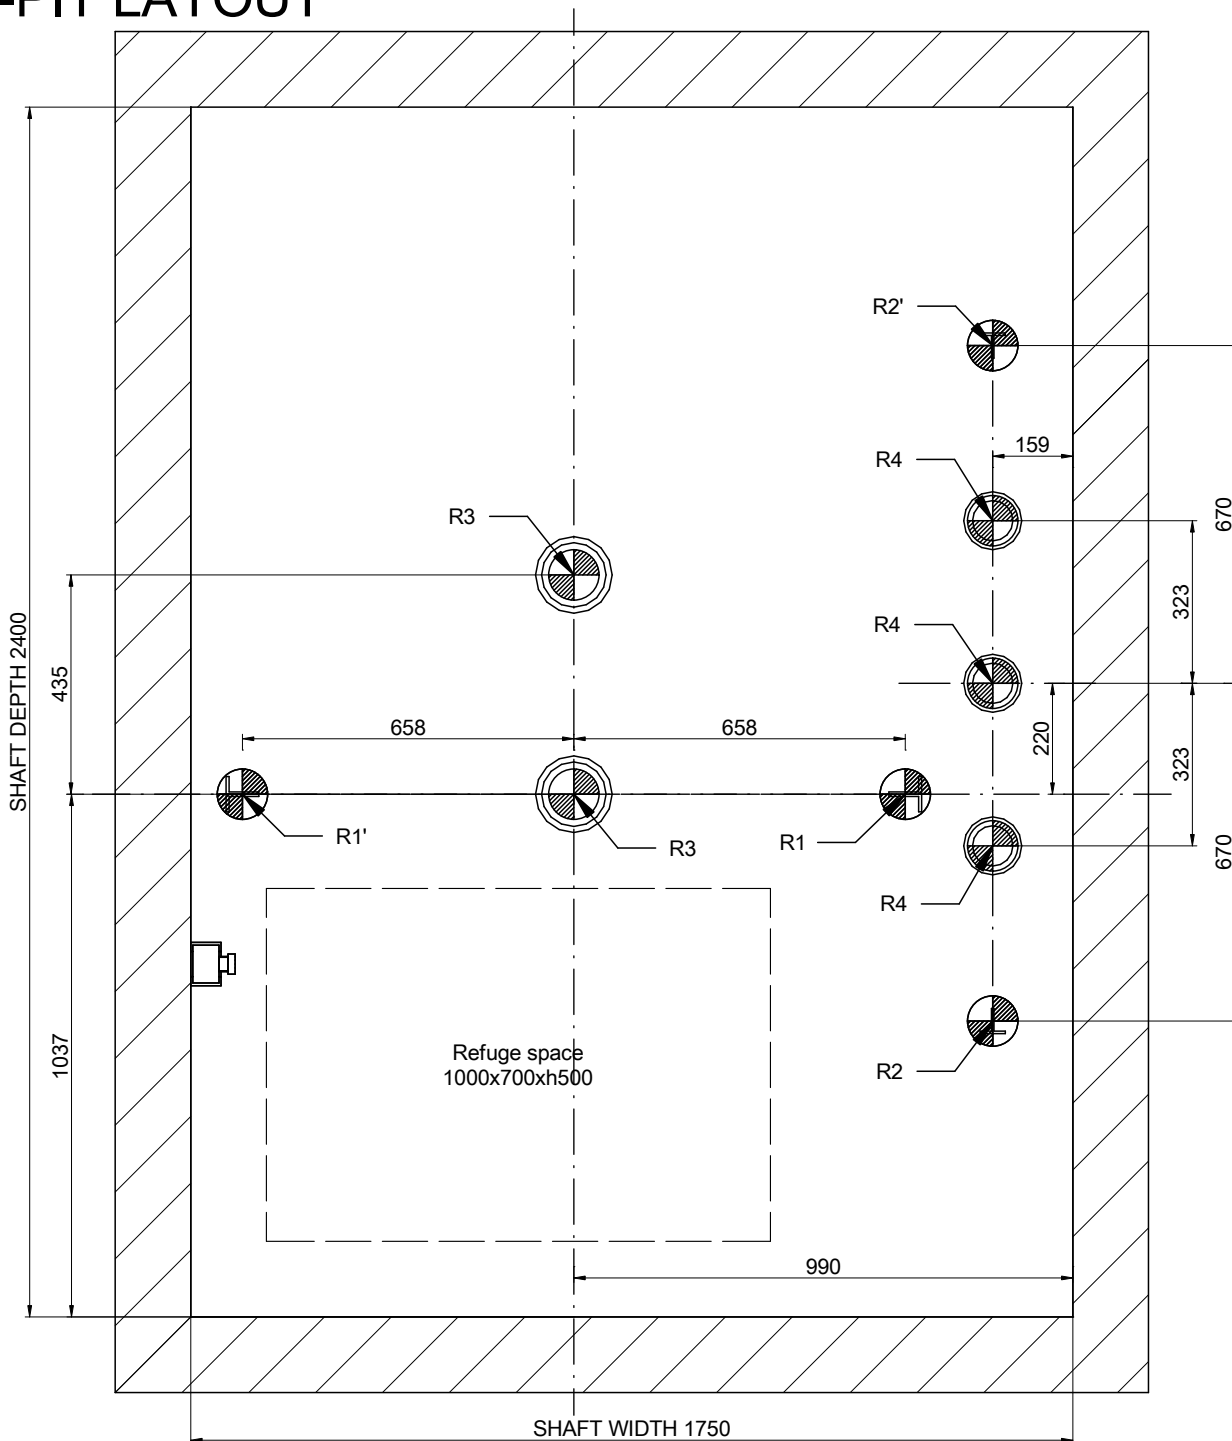 -PIT LAYOUT
R2'
159
R4
670
R3
323
R4
SHAFT DEPTH 2400
435
658
658
220
323
R1'
R3
R1
670
R4
1037
Refuge space
1000x700xh500
R2
990
SHAFT WIDTH 1750